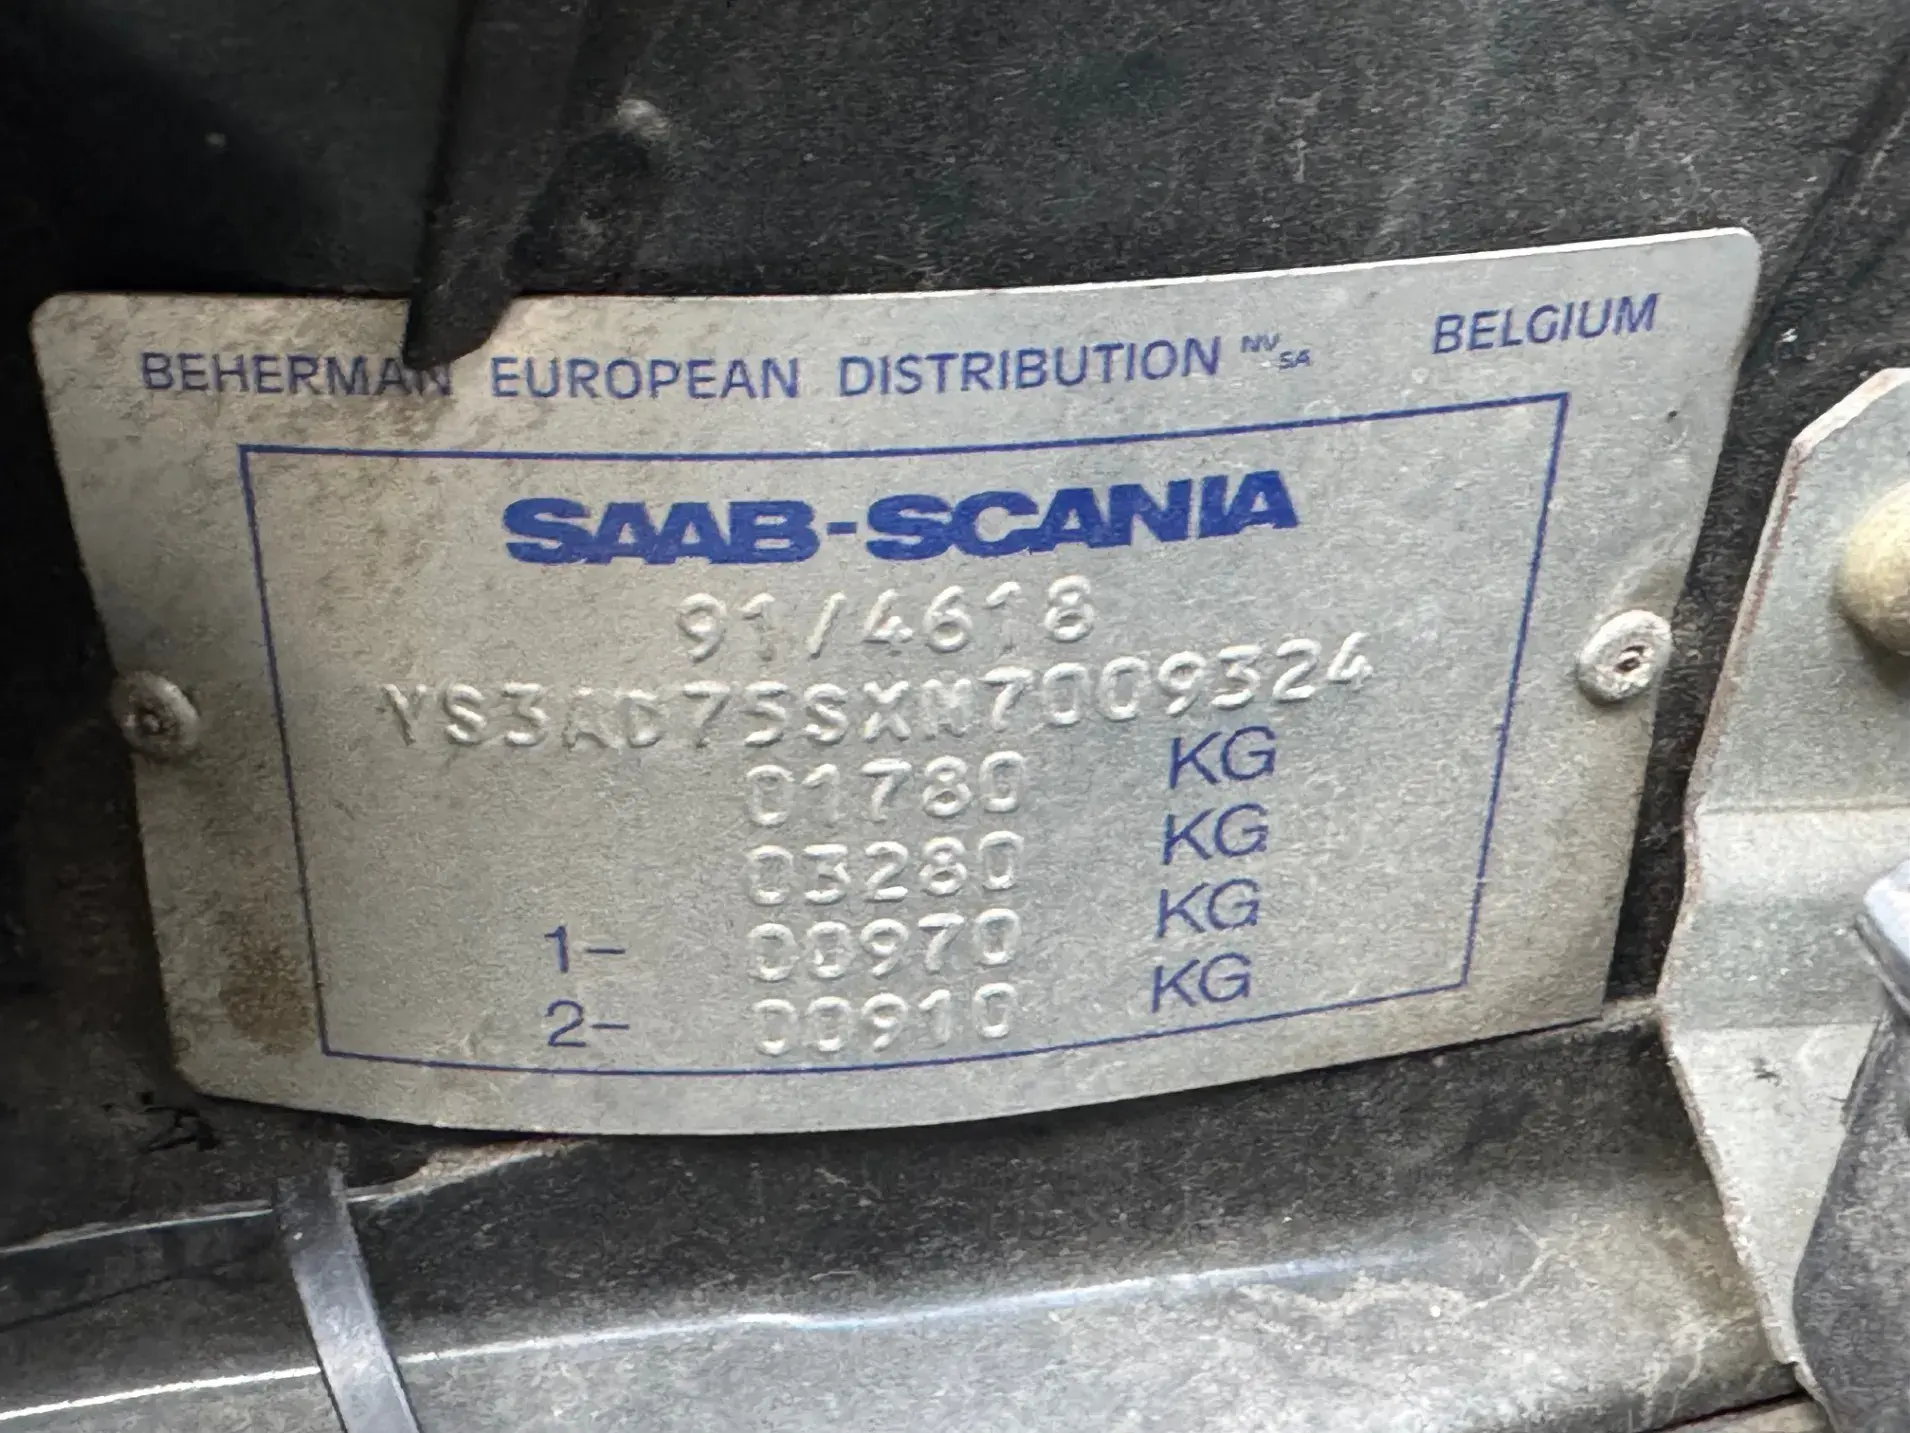 BEHERMAN EUROPEAN DISTRIBUTION NV SA BELGIUM
SAAB-SCANIA
91/4618
YS3AD75SXM7009324
01780 KG
03280 KG
1- 00970 KG
2- 00910 KG